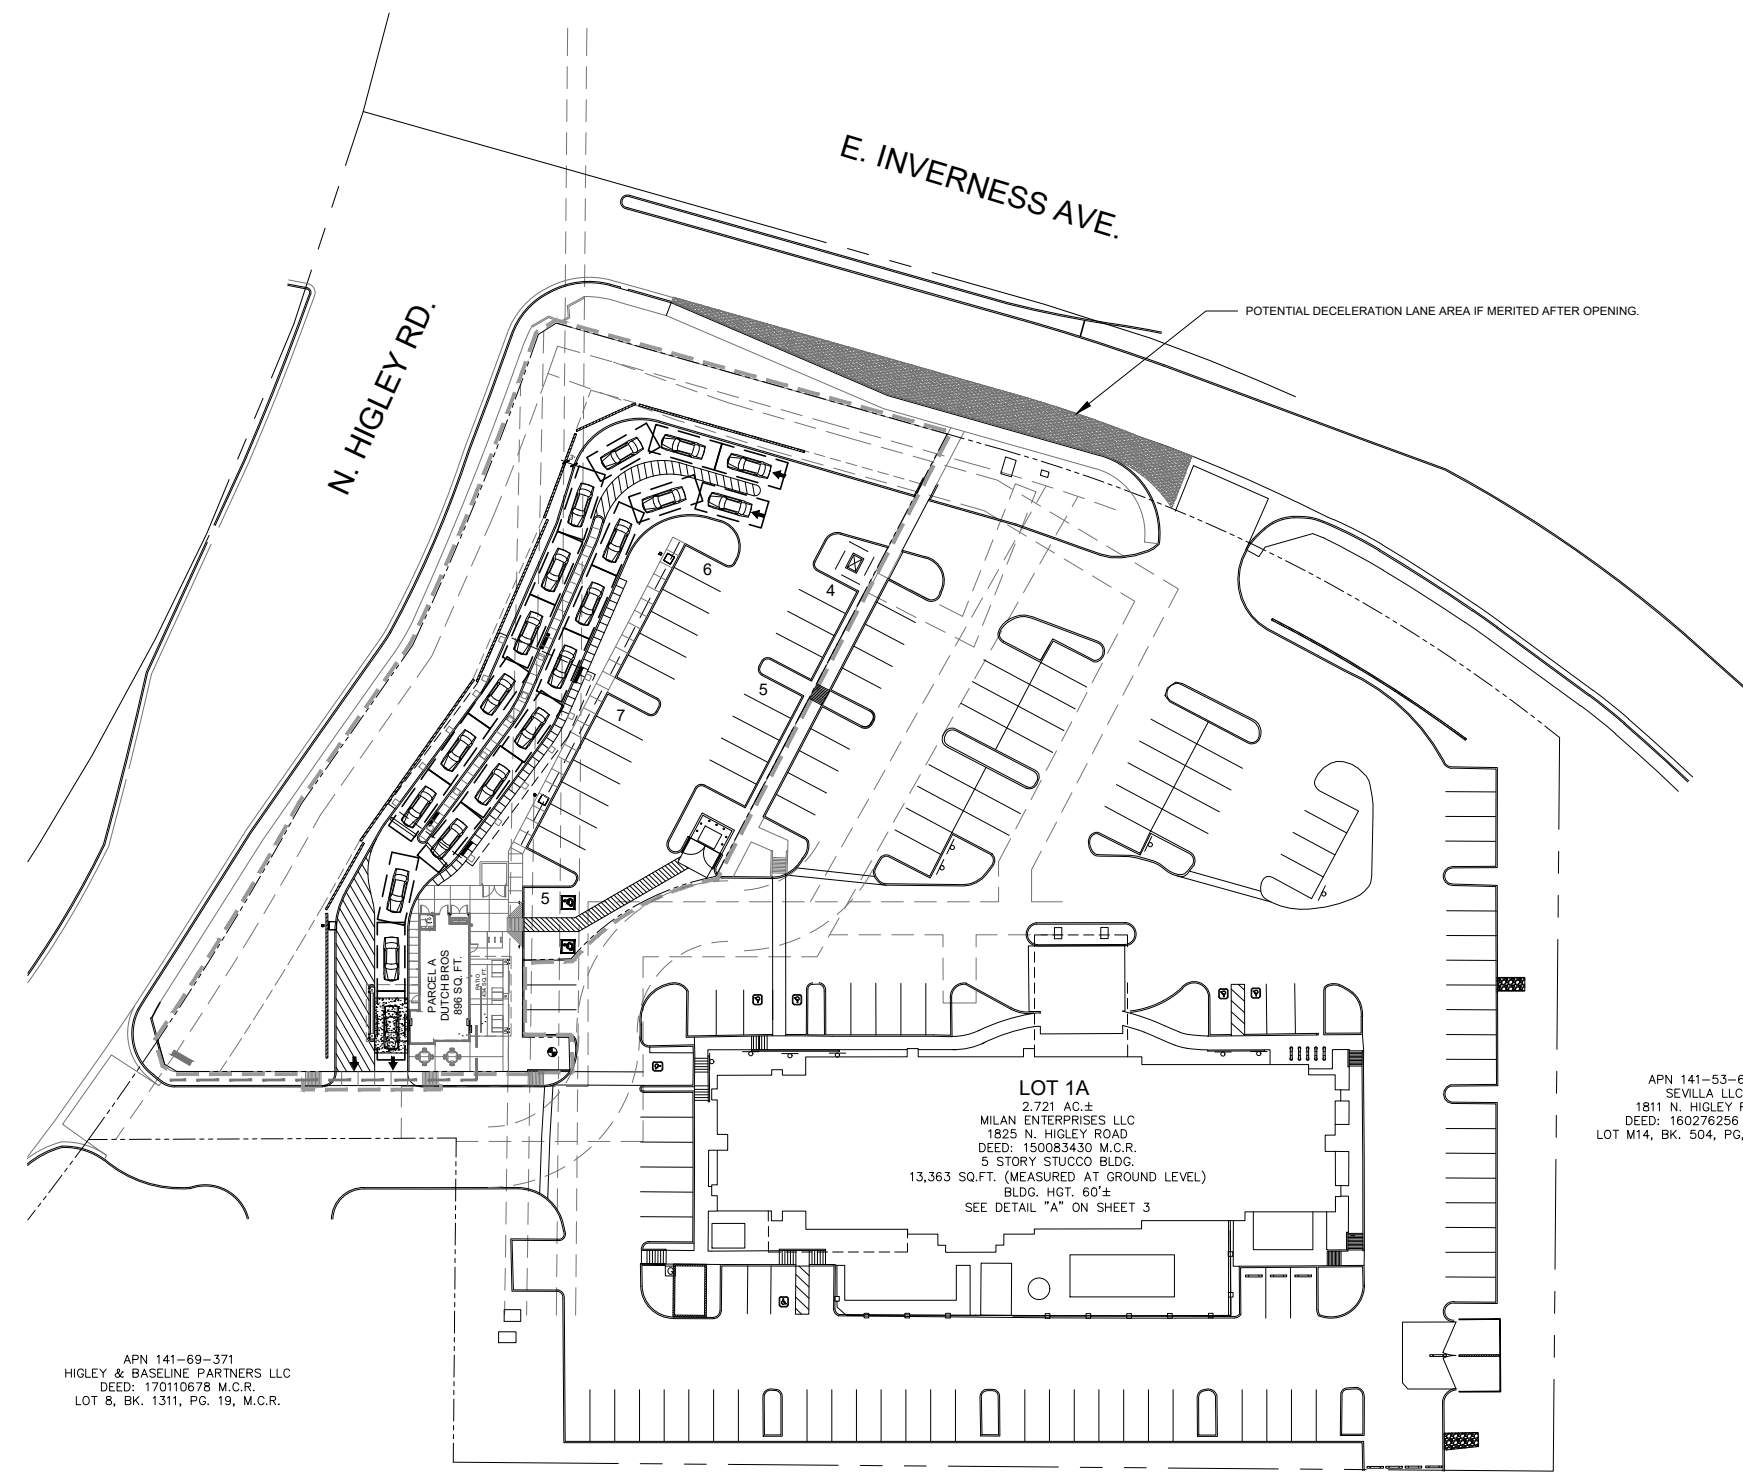 E. INVERNESS AVE.
N. HIGLEY RD.
POTENTIAL DECELERATION LANE AREA IF MERITED AFTER OPENING.
6
4
5
7
5
PARCEL A
DUTCH BROS
896 SQ. FT.
PATIO
LOT 1A
2.721 AC.±
MILAN ENTERPRISES LLC
1825 N. HIGLEY ROAD
DEED: 150083430 M.C.R.
5 STORY STUCCO BLDG.
13,363 SQ.FT. (MEASURED AT GROUND LEVEL)
BLDG. HGT. 60'±
SEE DETAIL "A" ON SHEET 3
APN 141-53-6
SEVILLA LLC
1811 N. HIGLEY R
DEED: 160276256
LOT M14, BK. 504, PG.
APN 141-69-371
HIGLEY & BASELINE PARTNERS LLC
DEED: 170110678 M.C.R.
LOT 8, BK. 1311, PG. 19, M.C.R.